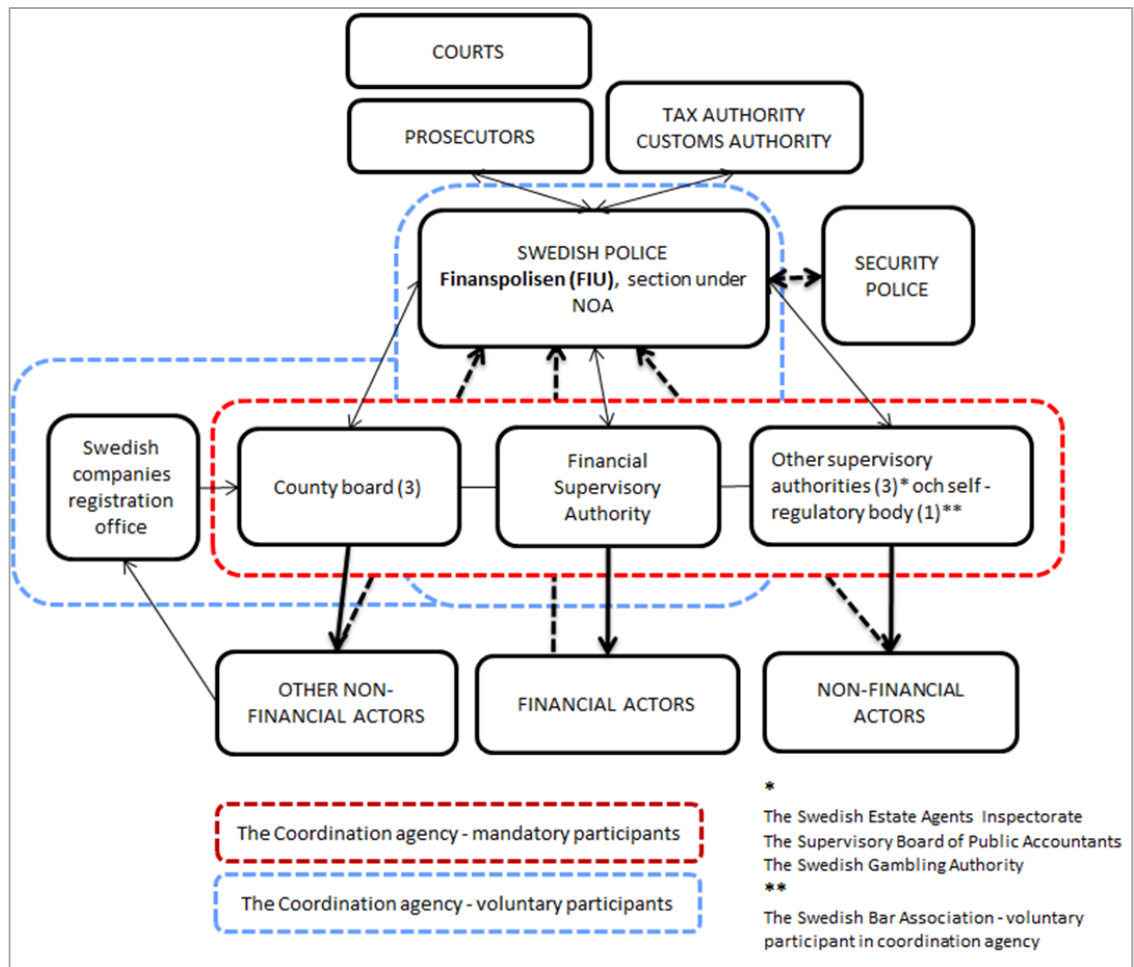 COURTS
PROSECUTORS
TAX AUTHORITY
CUSTOMS AUTHORITY
SWEDISH POLICE
Finanspolisen (FIU), section under
NOA
SECURITY
POLICE
Swedish
companies
registration
office
County board (3)
Financial
Supervisory
Authority
Other supervisory
authorities (3)* och self -
regulatory body (1)**
OTHER NON-
FINANCIAL ACTORS
FINANCIAL ACTORS
NON-FINANCIAL
ACTORS
The Coordination agency - mandatory participants
The Coordination agency - voluntary participants
*
The Swedish Estate Agents Inspectorate
The Supervisory Board of Public Accountants
The Swedish Gambling Authority
**
The Swedish Bar Association - voluntary
participant in coordination agency